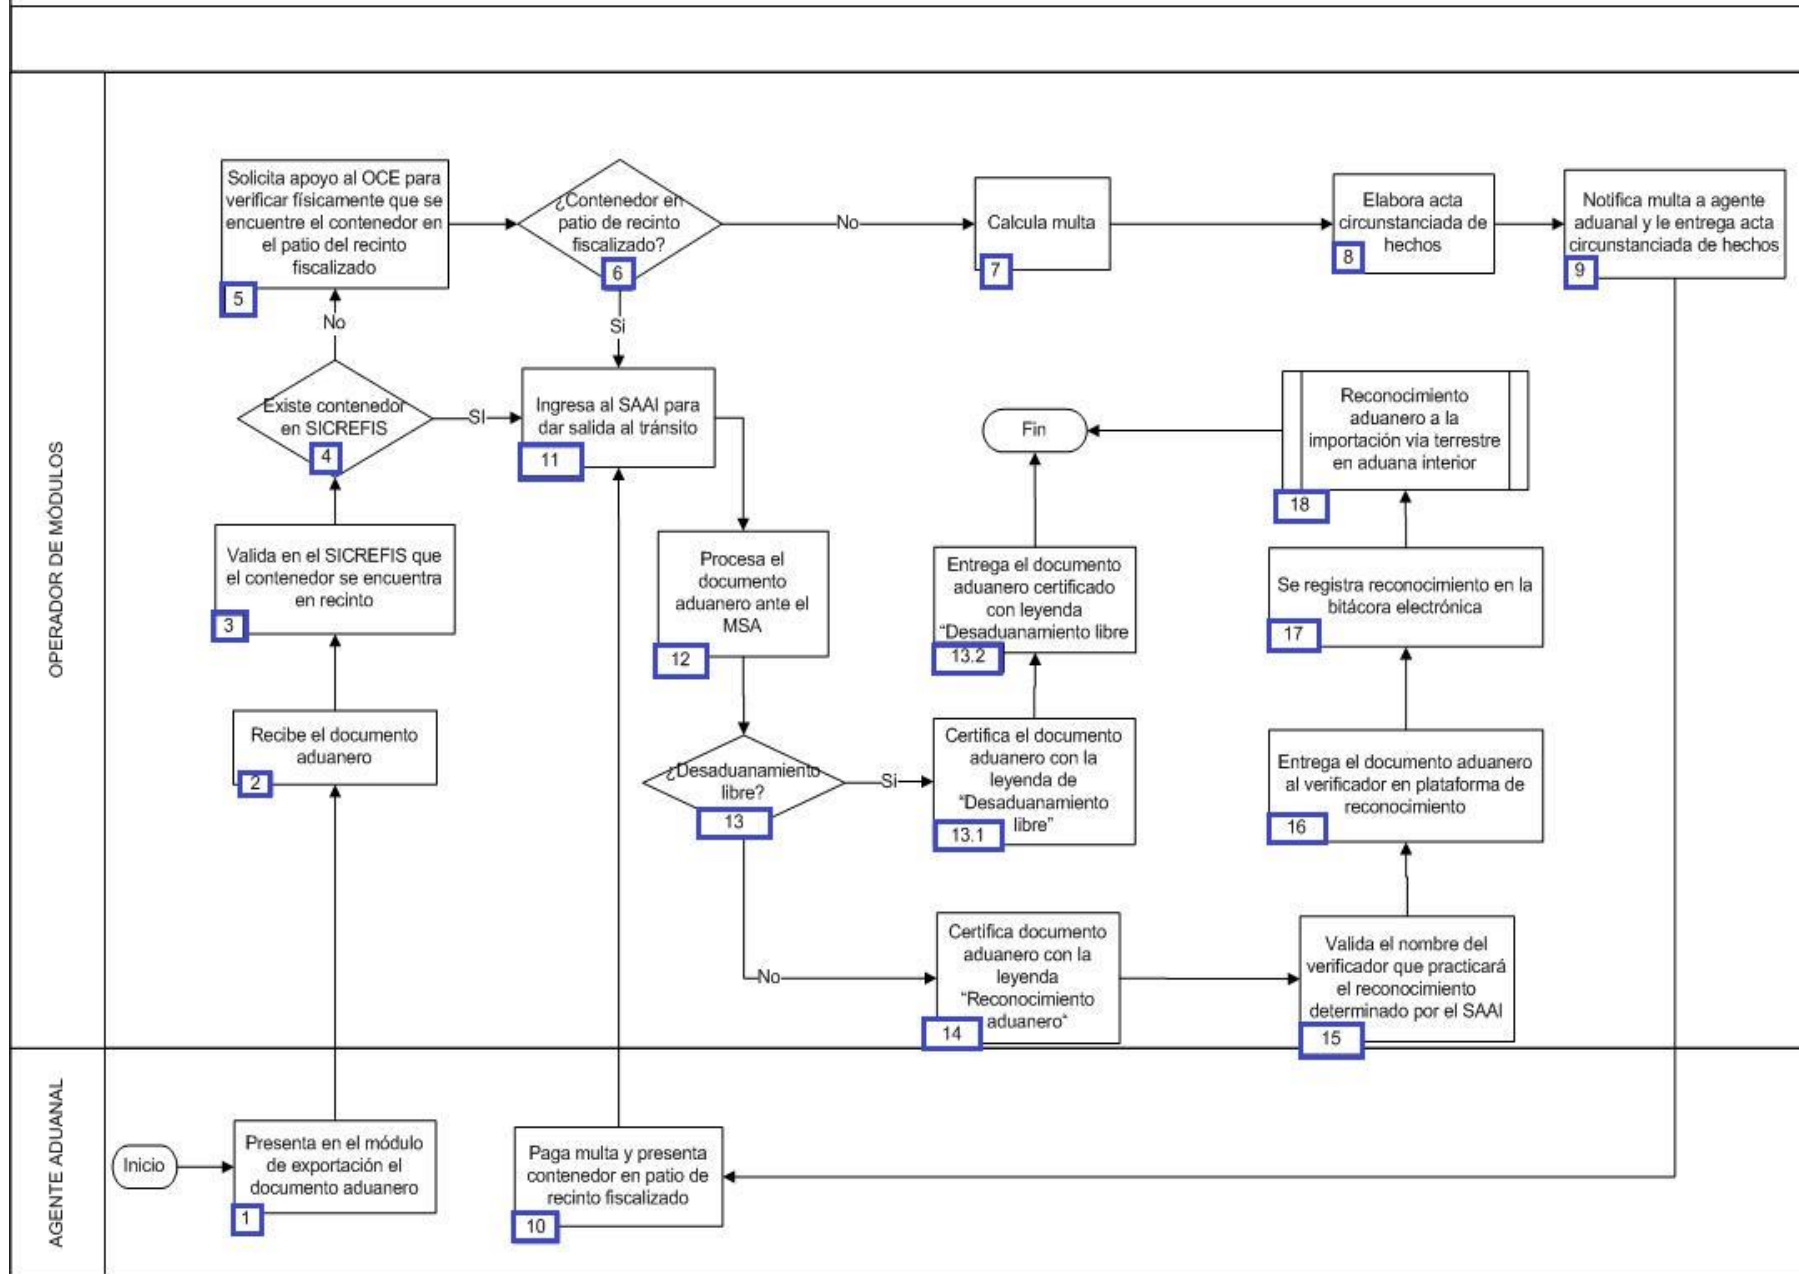 OPERADOR DE MÓDULOS
Solicita apoyo al OCE para
verificar físicamente que se
encuentre el contenedor en
el patio del recinto
fiscalizado
5
¿Contenedor en
patio de recinto
fiscalizado?
6
No
Calcula multa
7
Elabora acta
circunstanciada de
hechos
8
Notifica multa a agente
aduanal y le entrega acta
circunstanciada de hechos
9
No
Si
Existe contenedor
en SICREFIS
4
SI
Ingresa al SAAI para
dar salida al tránsito
11
Fin
Reconocimiento
aduanero a la
importación vía terrestre
en aduana interior
18
Valida en el SICREFIS que
el contenedor se encuentra
en recinto
3
Procesa el
documento
aduanero ante el
MSA
12
Entrega el documento
aduanero certificado
con leyenda
“Desaduanamiento libre
13.2
Se registra reconocimiento en la
bitácora electrónica
17
Recibe el documento
aduanero
2
¿Desaduanamiento
libre?
13
Si
Certifica el documento
aduanero con la
leyenda de
“Desaduanamiento
libre”
13.1
Entrega el documento aduanero
al verificador en plataforma de
reconocimiento
16
No
Certifica documento
aduanero con la
leyenda
“Reconocimiento
aduanero“
14
Valida el nombre del
verificador que practicará
el reconocimiento
determinado por el SAAI
15
AGENTE ADUANAL
Inicio
Presenta en el módulo
de exportación el
documento aduanero
1
Paga multa y presenta
contenedor en patio de
recinto fiscalizado
10